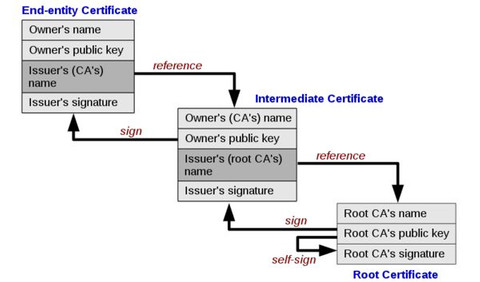 End-entity Certificate
Owner's name
Owner's public key
Issuer's (CA's)
name
Issuer's signature
reference
sign
Intermediate Certificate
Owner's (CA's) name
Owner's public key
Issuer's (root CA's)
name
Issuer's signature
reference
sign
self-sign
Root CA's name
Root CA's public key
Root CA's signature
Root Certificate